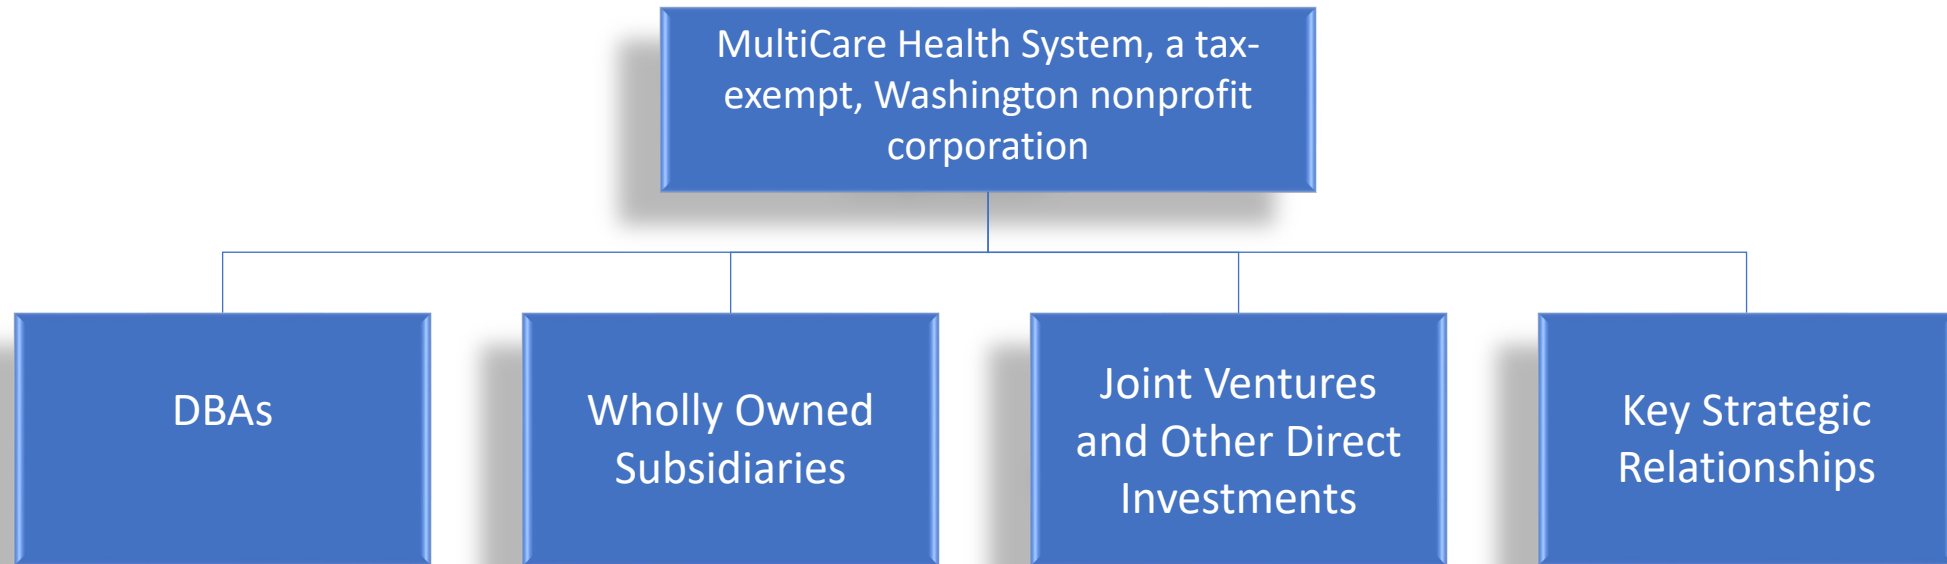 MultiCare Health System, a tax-
exempt, Washington nonprofit
corporation
DBAs
Wholly Owned
Subsidiaries
Joint Ventures
and Other Direct
Investments
Key Strategic
Relationships